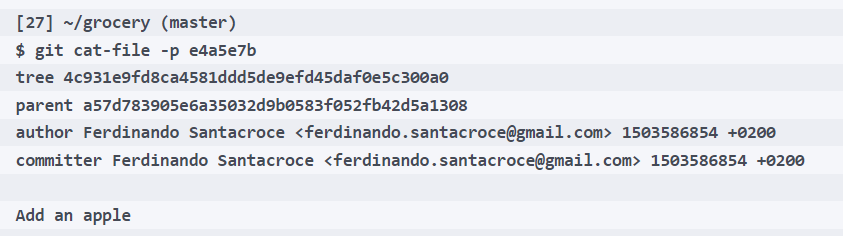 [27] ~/grocery (master)
$ git cat-file -p e4a5e7b
tree 4c931e9fd8ca4581ddd5de9efd45daf0e5c300a0
parent a57d783905e6a35032d9b0583f052fb42d5a1308
author Ferdinando Santacroce <ferdinando.santacroce@gmail.com> 1503586854 +0200
committer Ferdinando Santacroce <ferdinando.santacroce@gmail.com> 1503586854 +0200
Add an apple